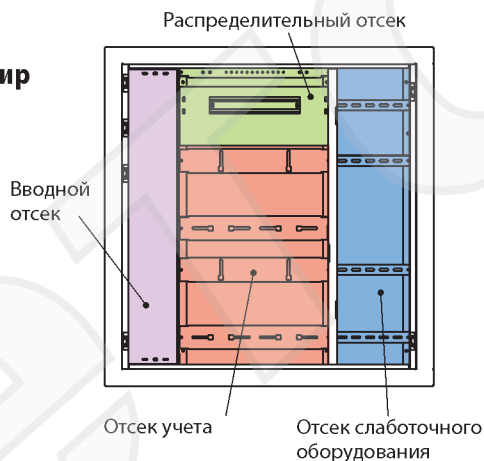 Распределительный отсек
ир
Вводной
отсек
Отсек учета
Отсек слаботочного
оборудования